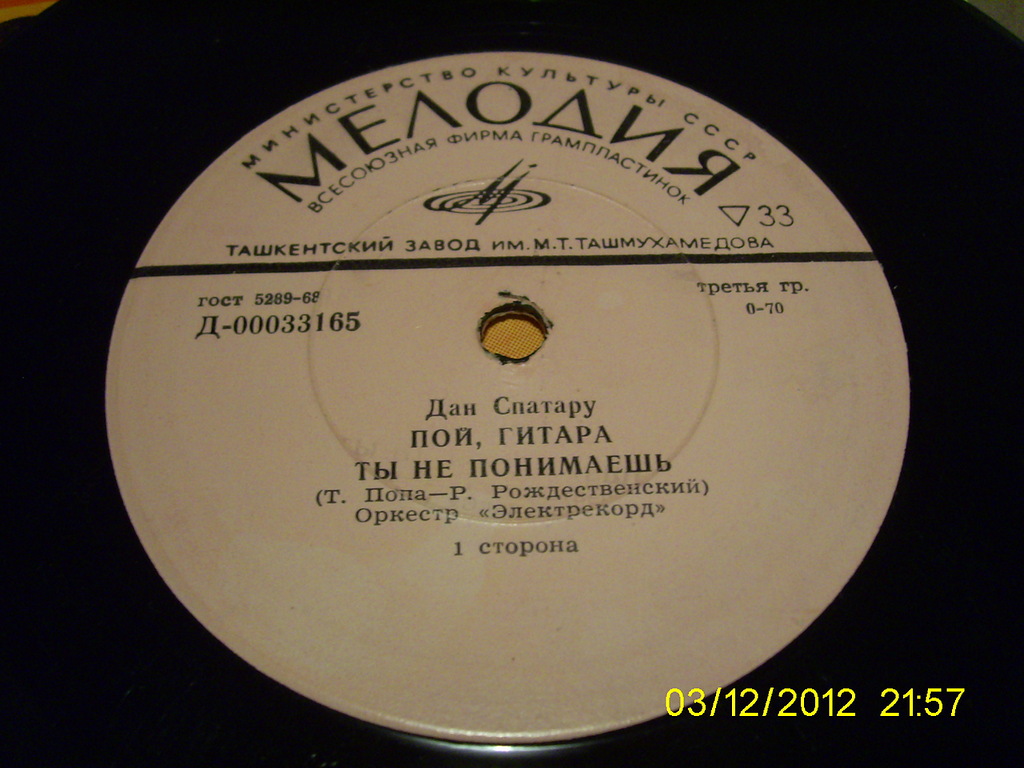 МИНИСТЕРСТВО КУЛЬТУРЫ СССР
МЕЛОДИЯ
ВСЕСОЮЗНАЯ ФИРМА ГРАМПЛАСТИНОК
33
ТАШКЕНТСКИЙ ЗАВОД ИМ. М.Т.ТАШМУХАМЕДОВА
гост 5289-68
третья гр.
Д-00033165
0-70
Дан Спатару
ПОЙ, ГИТАРА
ТЫ НЕ ПОНИМАЕШЬ
(Т. Попа—Р. Рождественский)
Оркестр «Электрекорд»
1 сторона
03/12/2012 21:57